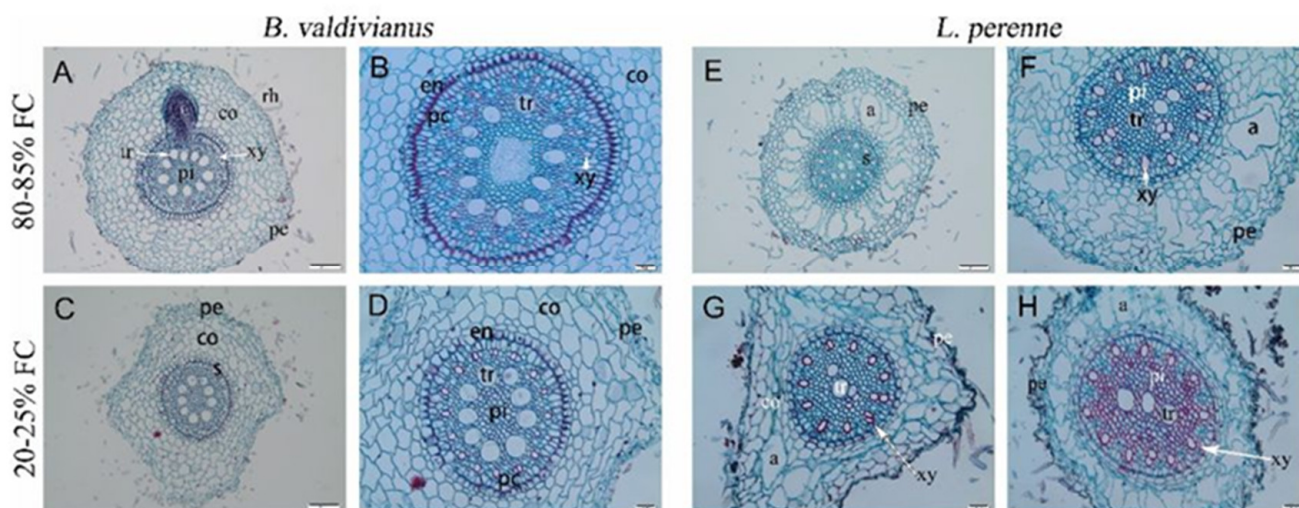 B. valdivianus
L. perenne
80-85% FC
A
rh
co
tr
xy
pi
pe
B
co
en
tr
pc
xy
E
a
pe
s
F
pi
tr
a
xy
pe
20-25% FC
C
pe
co
s
D
co
en
pe
tr
pi
pc
G
pe
tr
co
a
xy
H
a
pi
pe
tr
xy